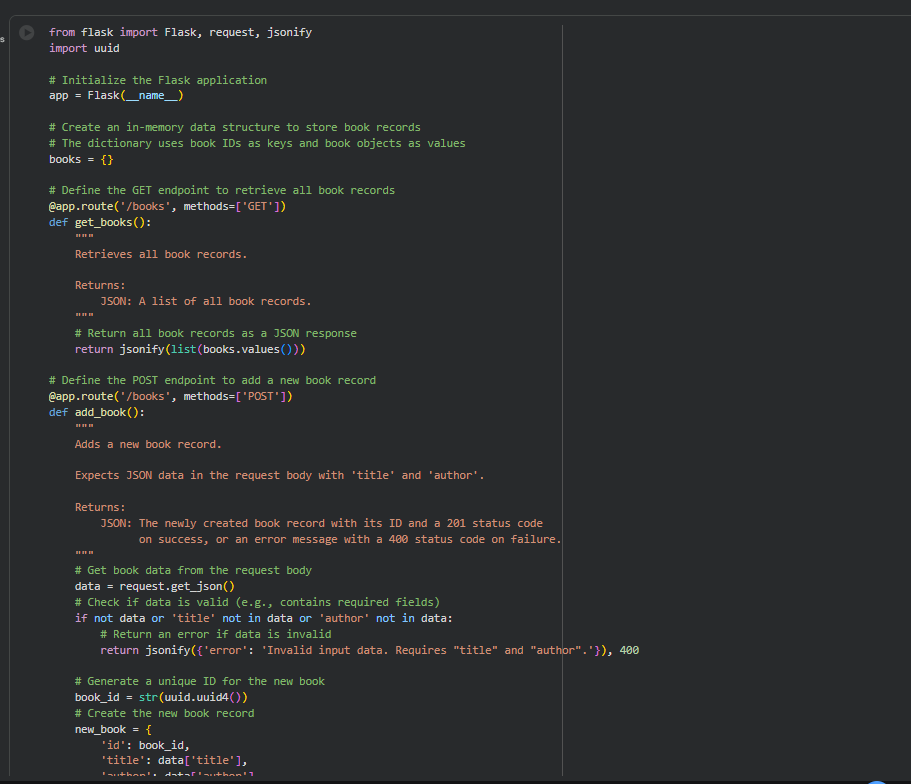 from flask import Flask, request, jsonify
import uuid

# Initialize the Flask application
app = Flask(__name__)

# Create an in-memory data structure to store book records
# The dictionary uses book IDs as keys and book objects as values
books = {}

# Define the GET endpoint to retrieve all book records
@app.route('/books', methods=['GET'])
def get_books():
    """
    Retrieves all book records.

    Returns:
        JSON: A list of all book records.
    """
    # Return all book records as a JSON response
    return jsonify(list(books.values()))

# Define the POST endpoint to add a new book record
@app.route('/books', methods=['POST'])
def add_book():
    """
    Adds a new book record.

    Expects JSON data in the request body with 'title' and 'author'.

    Returns:
        JSON: The newly created book record with its ID and a 201 status code
              on success, or an error message with a 400 status code on failure.
    """
    # Get book data from the request body
    data = request.get_json()
    # Check if data is valid (e.g., contains required fields)
    if not data or 'title' not in data or 'author' not in data:
        # Return an error if data is invalid
        return jsonify({'error': 'Invalid input data. Requires "title" and "author".'}), 400

    # Generate a unique ID for the new book
    book_id = str(uuid.uuid4())
    # Create the new book record
    new_book = {
        'id': book_id,
        'title': data['title'],
        'author': data['author']